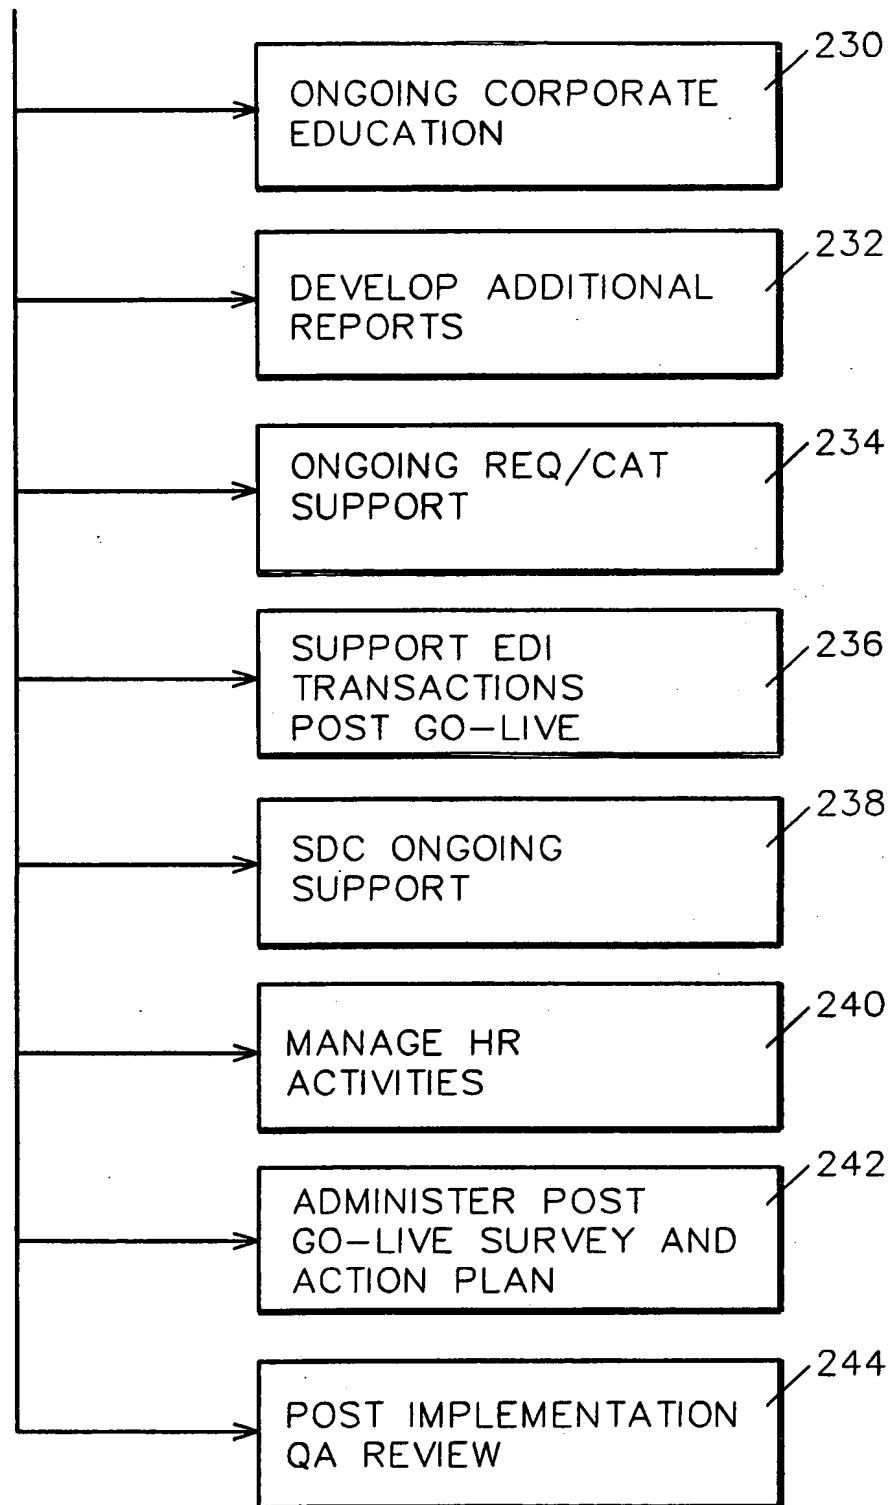 230
ONGOING CORPORATE
EDUCATION
232
DEVELOP ADDITIONAL
REPORTS
234
ONGOING REQ/CAT
SUPPORT
236
SUPPORT EDI
TRANSACTIONS
POST GO-LIVE
238
SDC ONGOING
SUPPORT
240
MANAGE HR
ACTIVITIES
242
ADMINISTER POST
GO-LIVE SURVEY AND
ACTION PLAN
244
POST IMPLEMENTATION
QA REVIEW